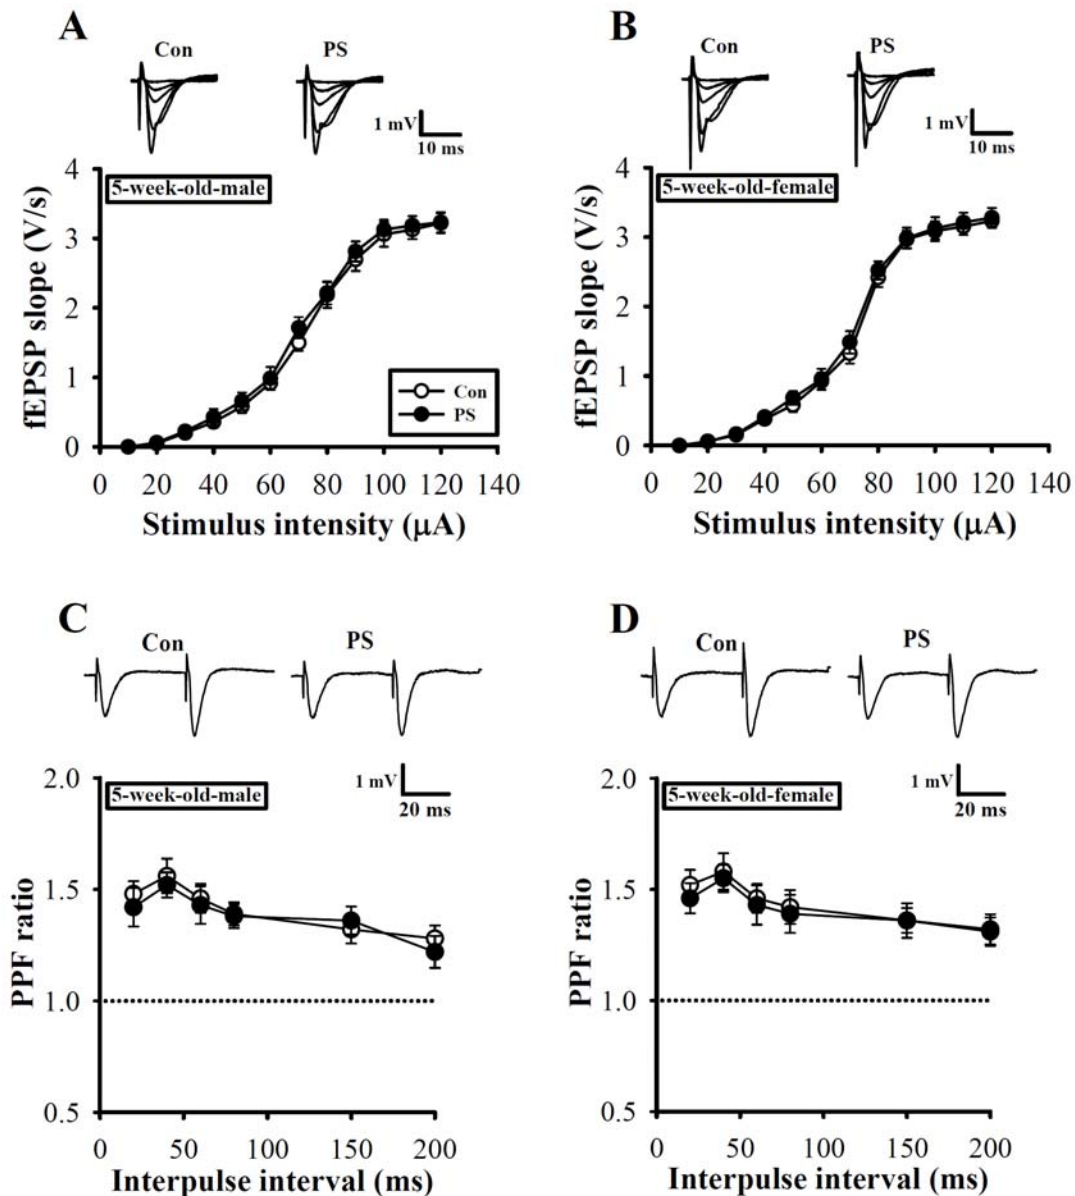 A
B
Con
PS
1 mV
10 ms
Con
PS
1 mV
10 ms
5-week-old-male
5-week-old-female
fEPSP slope (V/s)
4
3
2
1
0
0 20 40 60 80 100 120 140
Stimulus intensity (μA)
Con
PS
fEPSP slope (V/s)
4
3
2
1
0
0 20 40 60 80 100 120 140
Stimulus intensity (μA)
C
D
Con
PS
1 mV
20 ms
Con
PS
1 mV
20 ms
5-week-old-male
5-week-old-female
PPF ratio
2.0
1.5
1.0
0.5
0 50 100 150 200
Interpulse interval (ms)
PPF ratio
2.0
1.5
1.0
0.5
0 50 100 150 200
Interpulse interval (ms)